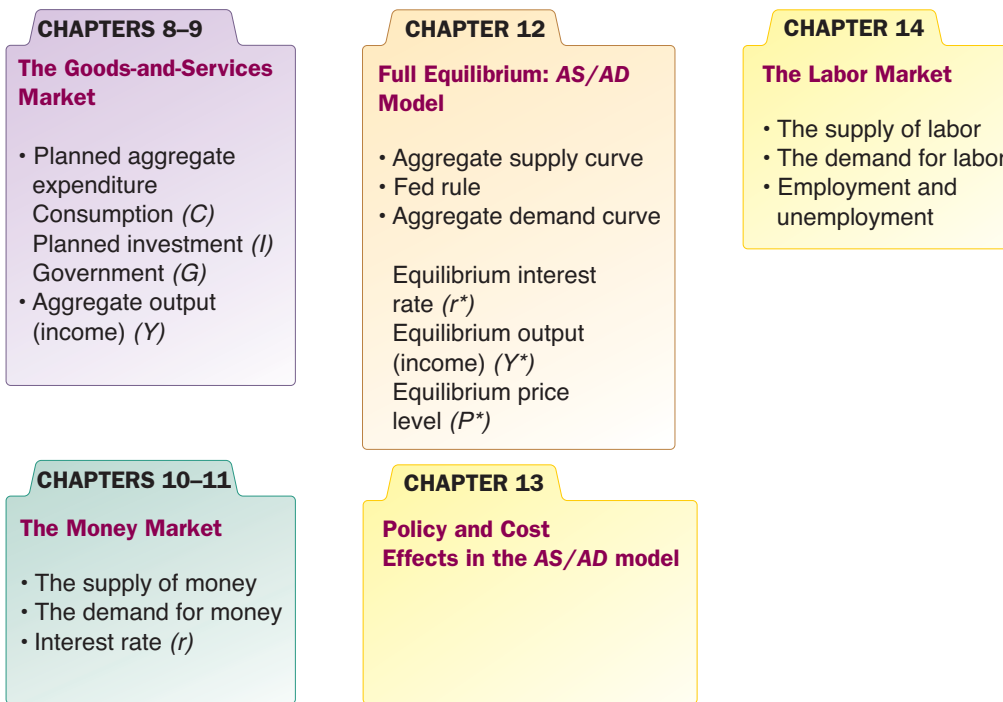 CHAPTERS 8–9
The Goods-and-Services
Market
• Planned aggregate
expenditure
Consumption (C)
Planned investment (I)
Government (G)
• Aggregate output
(income) (Y)
CHAPTER 12
Full Equilibrium: AS/AD
Model
• Aggregate supply curve
• Fed rule
• Aggregate demand curve
Equilibrium interest
rate (r*)
Equilibrium output
(income) (Y*)
Equilibrium price
level (P*)
CHAPTER 14
The Labor Market
• The supply of labor
• The demand for labor
• Employment and
unemployment
CHAPTERS 10–11
The Money Market
• The supply of money
• The demand for money
• Interest rate (r)
CHAPTER 13
Policy and Cost
Effects in the AS/AD model